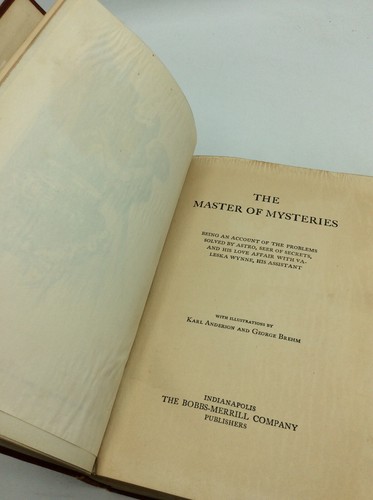 THE
MASTER OF MYSTERIES
BEING AN ACCOUNT OF THE PROBLEMS
SOLVED BY ASTRO, SEER OF SECRETS,
AND HIS LOVE AFFAIR WITH VA-
LESKA WYNNE, HIS ASSISTANT
WITH ILLUSTRATIONS BY
KARL ANDERSON AND GEORGE BREHM
INDIANAPOLIS
THE BOBBS-MERRILL COMPANY
PUBLISHERS